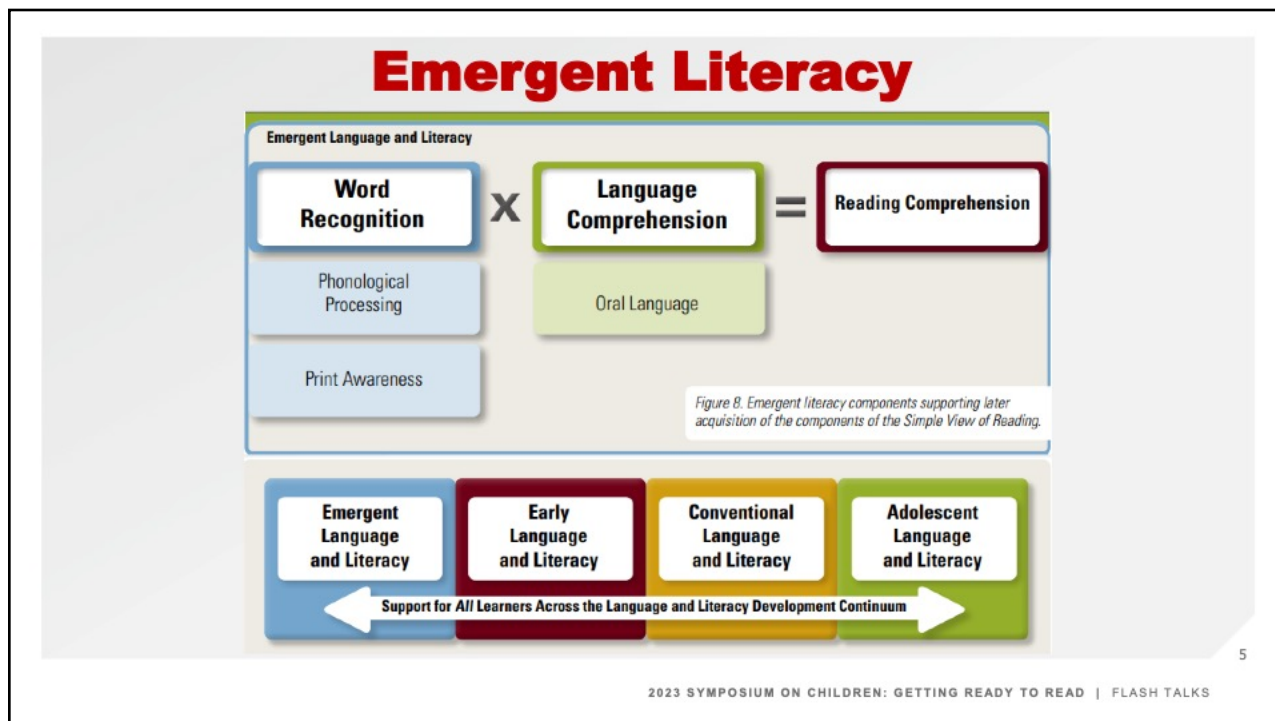 Emergent Literacy
Emergent Language and Literacy
Word
Recognition
X
Language
Comprehension
=
Reading Comprehension
Phonological
Processing
Oral Language
Print Awareness
Figure 8. Emergent literacy components supporting later
acquisition of the components of the Simple View of Reading.
Emergent
Language
and Literacy
Early
Language
and Literacy
Conventional
Language
and Literacy
Adolescent
Language
and Literacy
Support for All Learners Across the Language and Literacy Development Continuum
5
2023 SYMPOSIUM ON CHILDREN: GETTING READY TO READ | FLASH TALKS